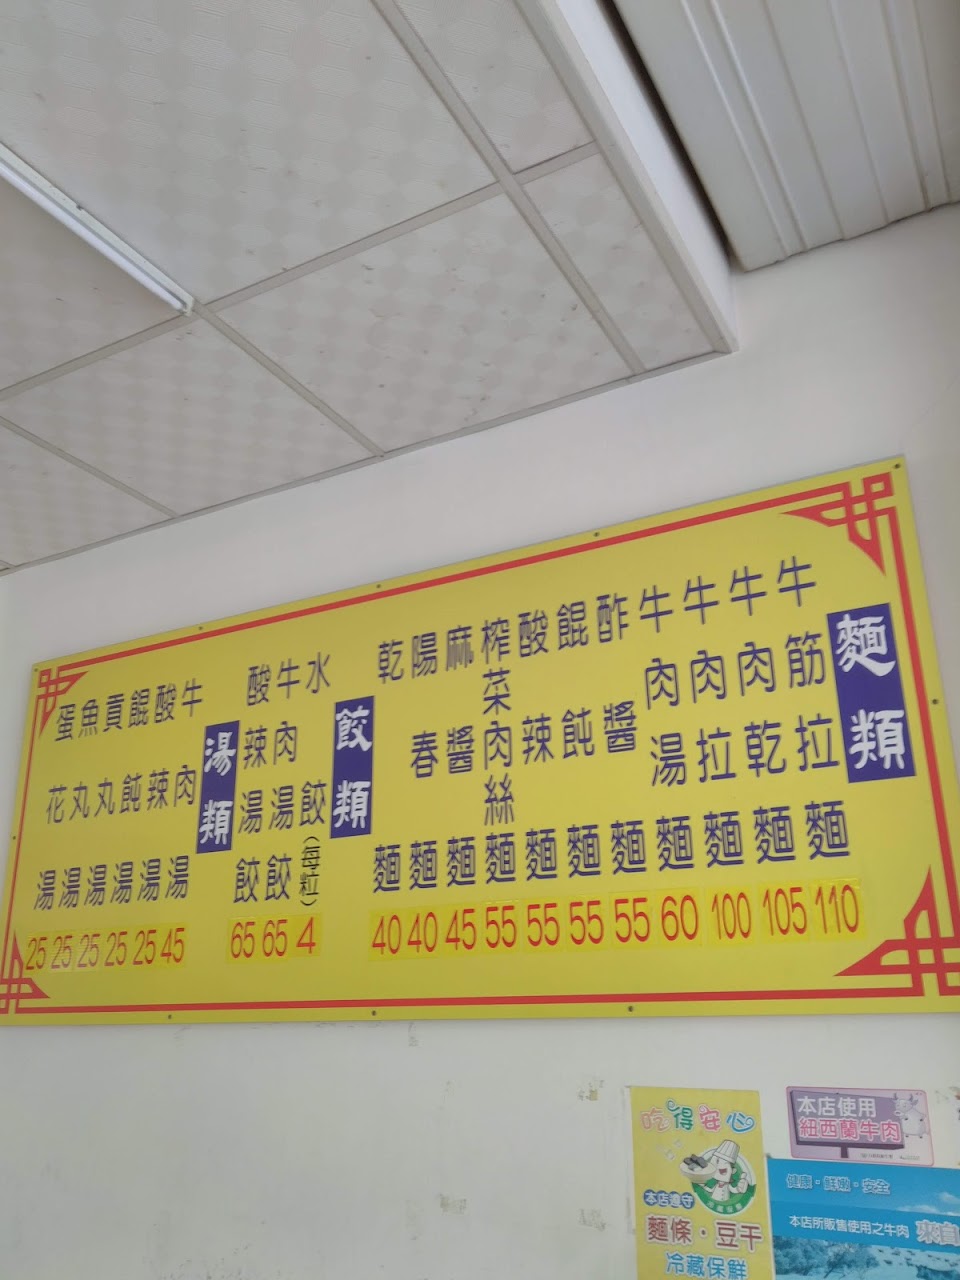 麵類
牛筋拉麵 110
牛肉乾麵 105
牛肉拉麵 100
牛肉湯麵 60
酢醬麵 55
餛飩麵 55
酸辣麵 55
榨菜肉絲麵 55
麻醬麵 45
陽春麵 40
乾麵 40
餃類
水餃(每粒) 4
牛肉湯餃 65
酸辣湯餃 65
湯類
牛肉湯 45
酸辣湯 25
餛飩湯 25
貢丸湯 25
魚丸湯 25
蛋花湯 25
吃得安心
本店遵守
麵條·豆干
冷藏保鮮
本店使用
紐西蘭牛肉
健康·鮮嫩·安全
本店所販售使用之牛肉 來自